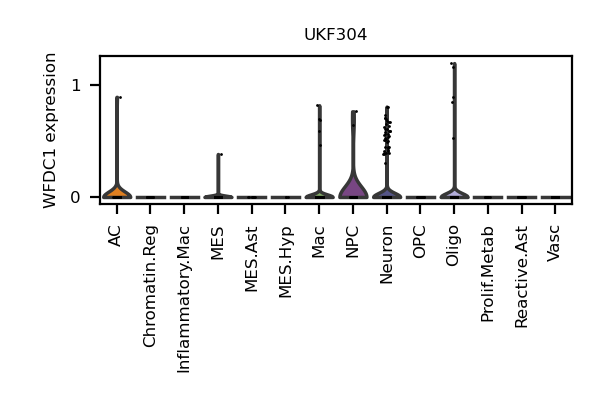 UKF304
WFDC1 expression
1
0
AC
Chromatin.Reg
Inflammatory.Mac
MES
MES.Ast
MES.Hyp
Mac
NPC
Neuron
OPC
Oligo
Prolif.Metab
Reactive.Ast
Vasc